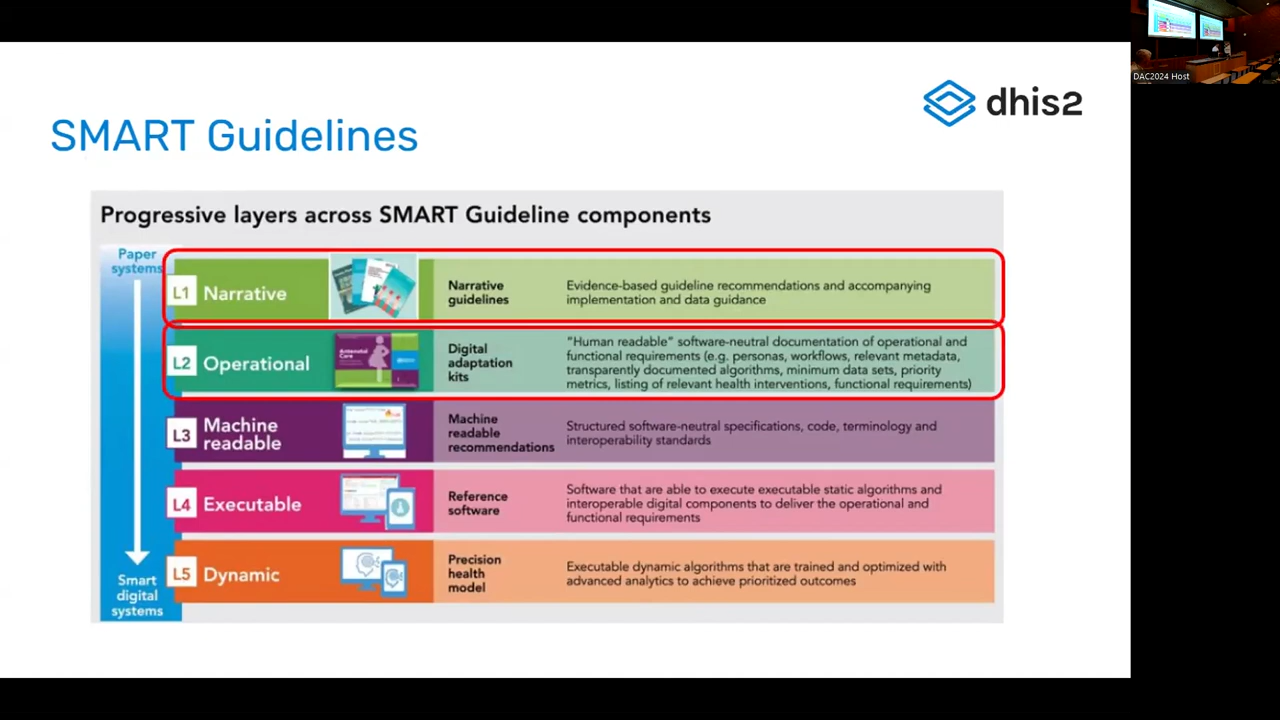 dhis2
DAC2024 Host
SMART Guidelines
Progressive layers across SMART Guideline components
Paper
systems
L1
Narrative
Narrative
guidelines
Evidence-based guideline recommendations and accompanying
implementation and data guidance
L2
Operational
Antenatal
Care
Digital
adaptation
kits
"Human readable" software-neutral documentation of operational and
functional requirements (e.g. personas, workflows, relevant metadata,
transparently documented algorithms, minimum data sets, priority
metrics, listing of relevant health interventions, functional requirements)
L3
Machine
readable
Machine
readable
recommendations
Structured software-neutral specifications, code, terminology and
interoperability standards
L4
Executable
Reference
software
Software that are able to execute executable static algorithms and
interoperable digital components to deliver the operational and
functional requirements
L5
Dynamic
Precision
health
model
Executable dynamic algorithms that are trained and optimized with
advanced analytics to achieve prioritized outcomes
Smart
digital
systems